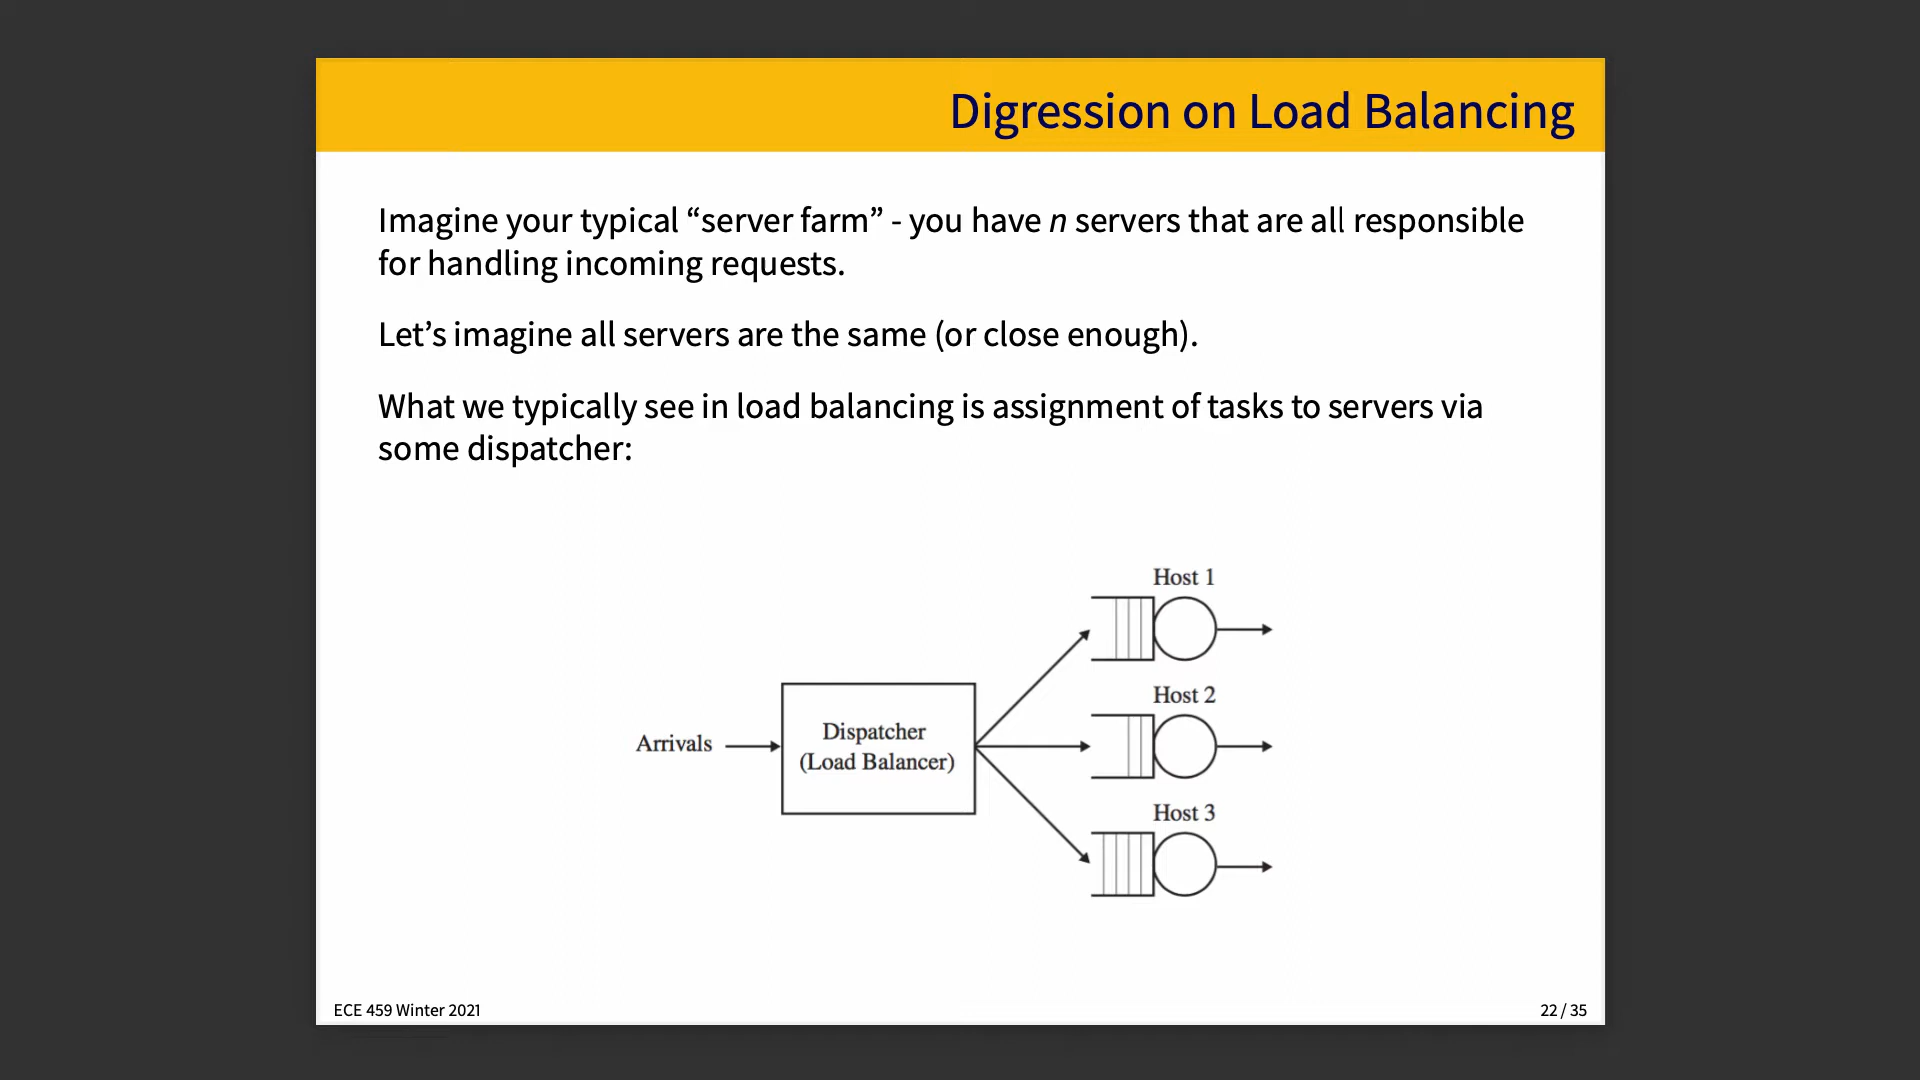 Digression on Load Balancing
Imagine your typical “server farm” - you have n servers that are all responsible
for handling incoming requests.
Let’s imagine all servers are the same (or close enough).
What we typically see in load balancing is assignment of tasks to servers via
some dispatcher:
Host 1
Host 2
Arrivals
Dispatcher
(Load Balancer)
Host 3
ECE 459 Winter 2021
22 / 35